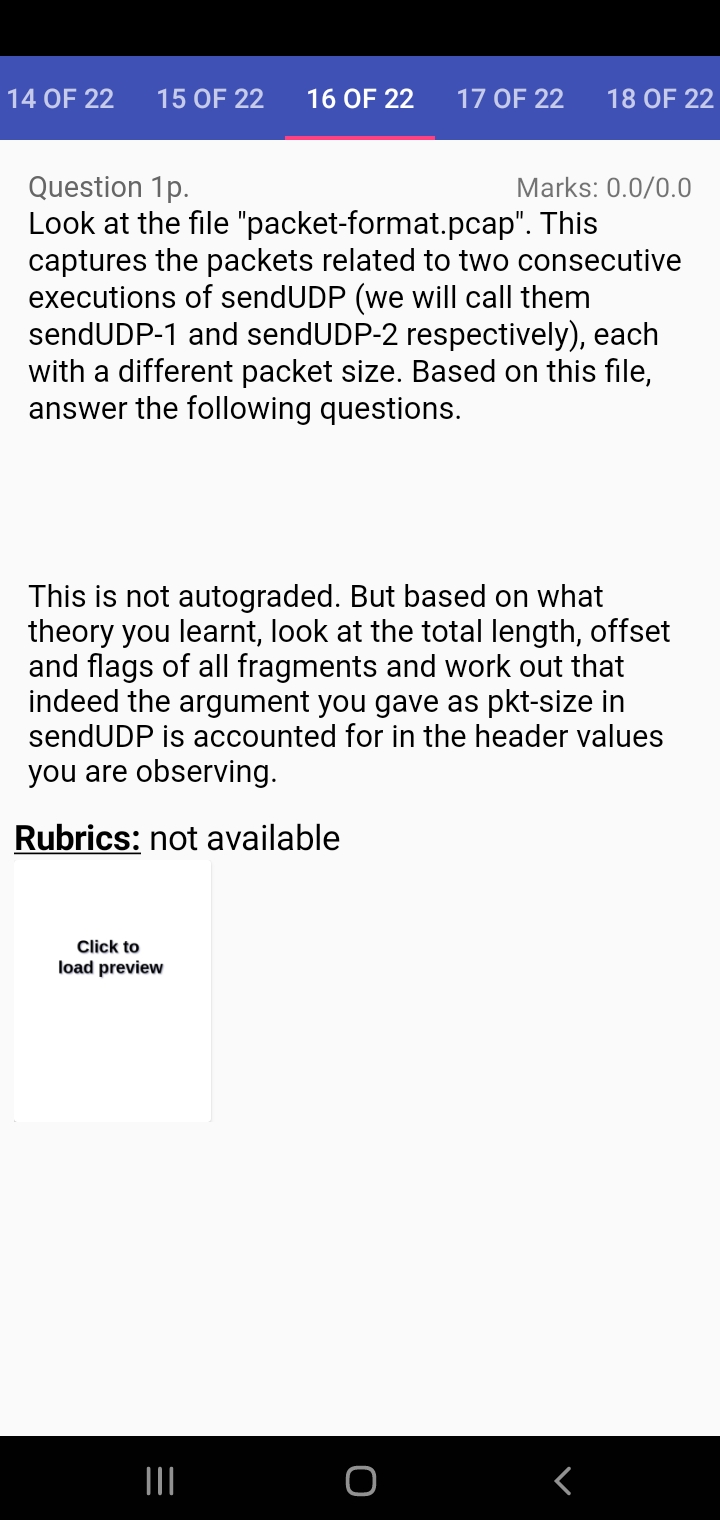 14 OF 22 15 OF 22 16 OF 22 17 OF 22 18 OF 22
Question 1p. Marks: 0.0/0.0
Look at the file "packet-format.pcap". This
captures the packets related to two consecutive
executions of sendUDP (we will call them
sendUDP-1 and sendUDP-2 respectively), each
with a different packet size. Based on this file,
answer the following questions.
This is not autograded. But based on what
theory you learnt, look at the total length, offset
and flags of all fragments and work out that
indeed the argument you gave as pkt-size in
sendUDP is accounted for in the header values
you are observing.
Rubrics: not available
Click to
load preview